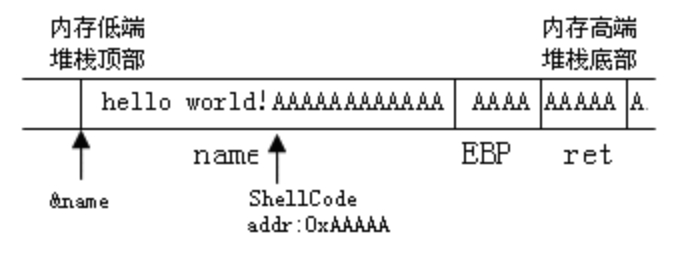 内存低端
堆栈顶部
内存高端
堆栈底部
hello world!AAAAAAAAAAAA
AAAA
AAAAA
A.
name
EBP
ret
&name
ShellCode
addr:0xAAAAA